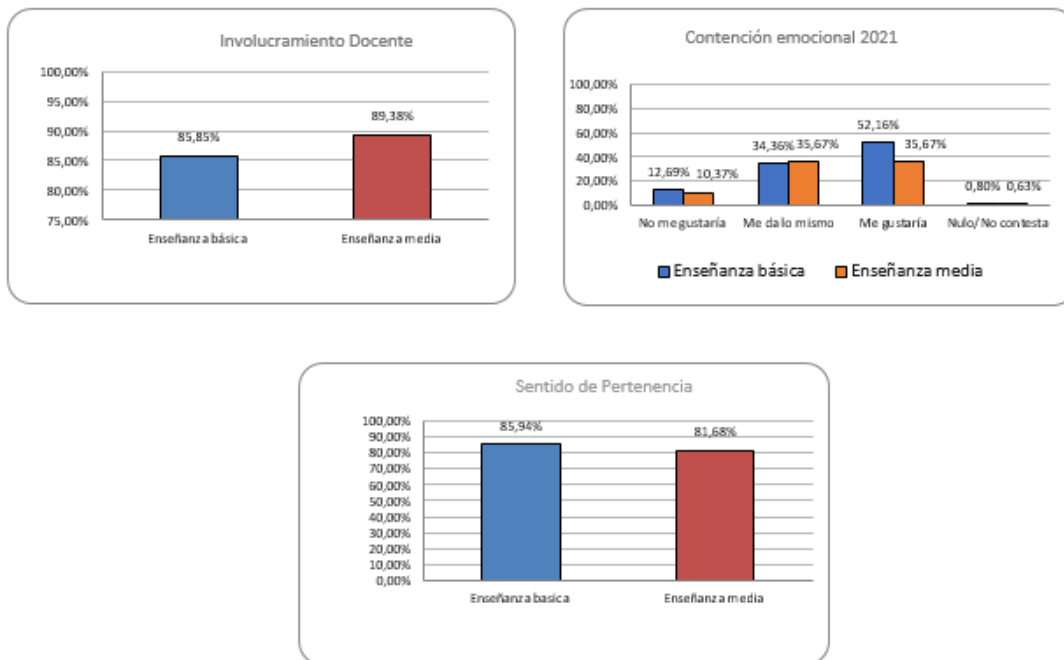 Involucramiento Docente
100,00%
95,00%
90,00%
85,00%
80,00%
75,00%
85,85%
89,38%
Enseñanza básica
Enseñanza media
Contención emocional 2021
100,00%
80,00%
60,00%
40,00%
20,00%
0,00%
12,69%
10,37%
34,36%
35,67%
52,16%
35,67%
0,80%
0,63%
No me gustaría
Me da lo mismo
Me gustaría
Nulo/No contesta
Enseñanza básica
Enseñanza media
Sentido de Pertenencia
100,00%
90,00%
80,00%
70,00%
60,00%
50,00%
40,00%
30,00%
20,00%
10,00%
0,00%
85,94%
81,68%
Enseñanza basica
Enseñanza media